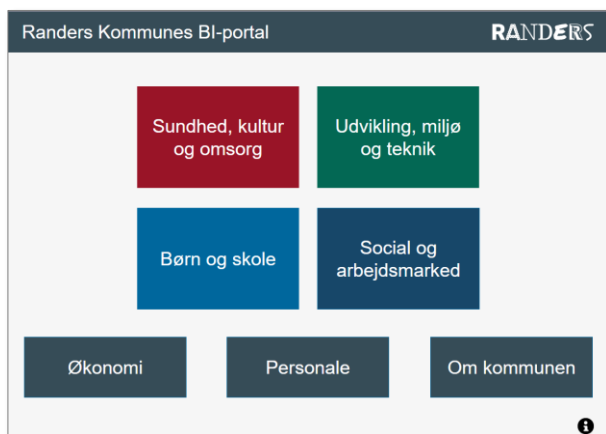 Randers Kommunes BI-portal
RANDERS
Sundhed, kultur
og omsorg
Udvikling, miljø
og teknik
Børn og skole
Social og
arbejdsmarked
Økonomi
Personale
Om kommunen